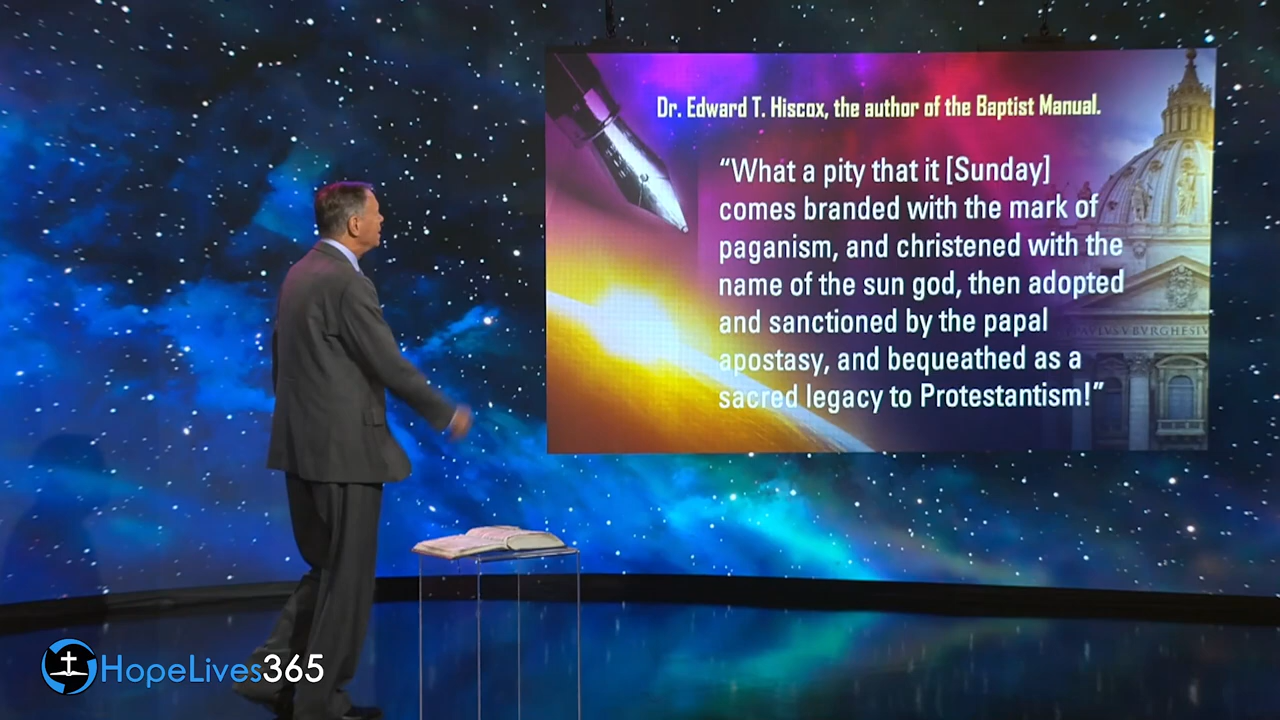 Dr. Edward T. Hiscox, the author of the Baptist Manual.
“What a pity that it [Sunday]
comes branded with the mark of
paganism, and christened with the
name of the sun god, then adopted
and sanctioned by the papal
apostasy, and bequeathed as a
sacred legacy to Protestantism!”
PAVLVS V BVRGHESIV
HopeLives365